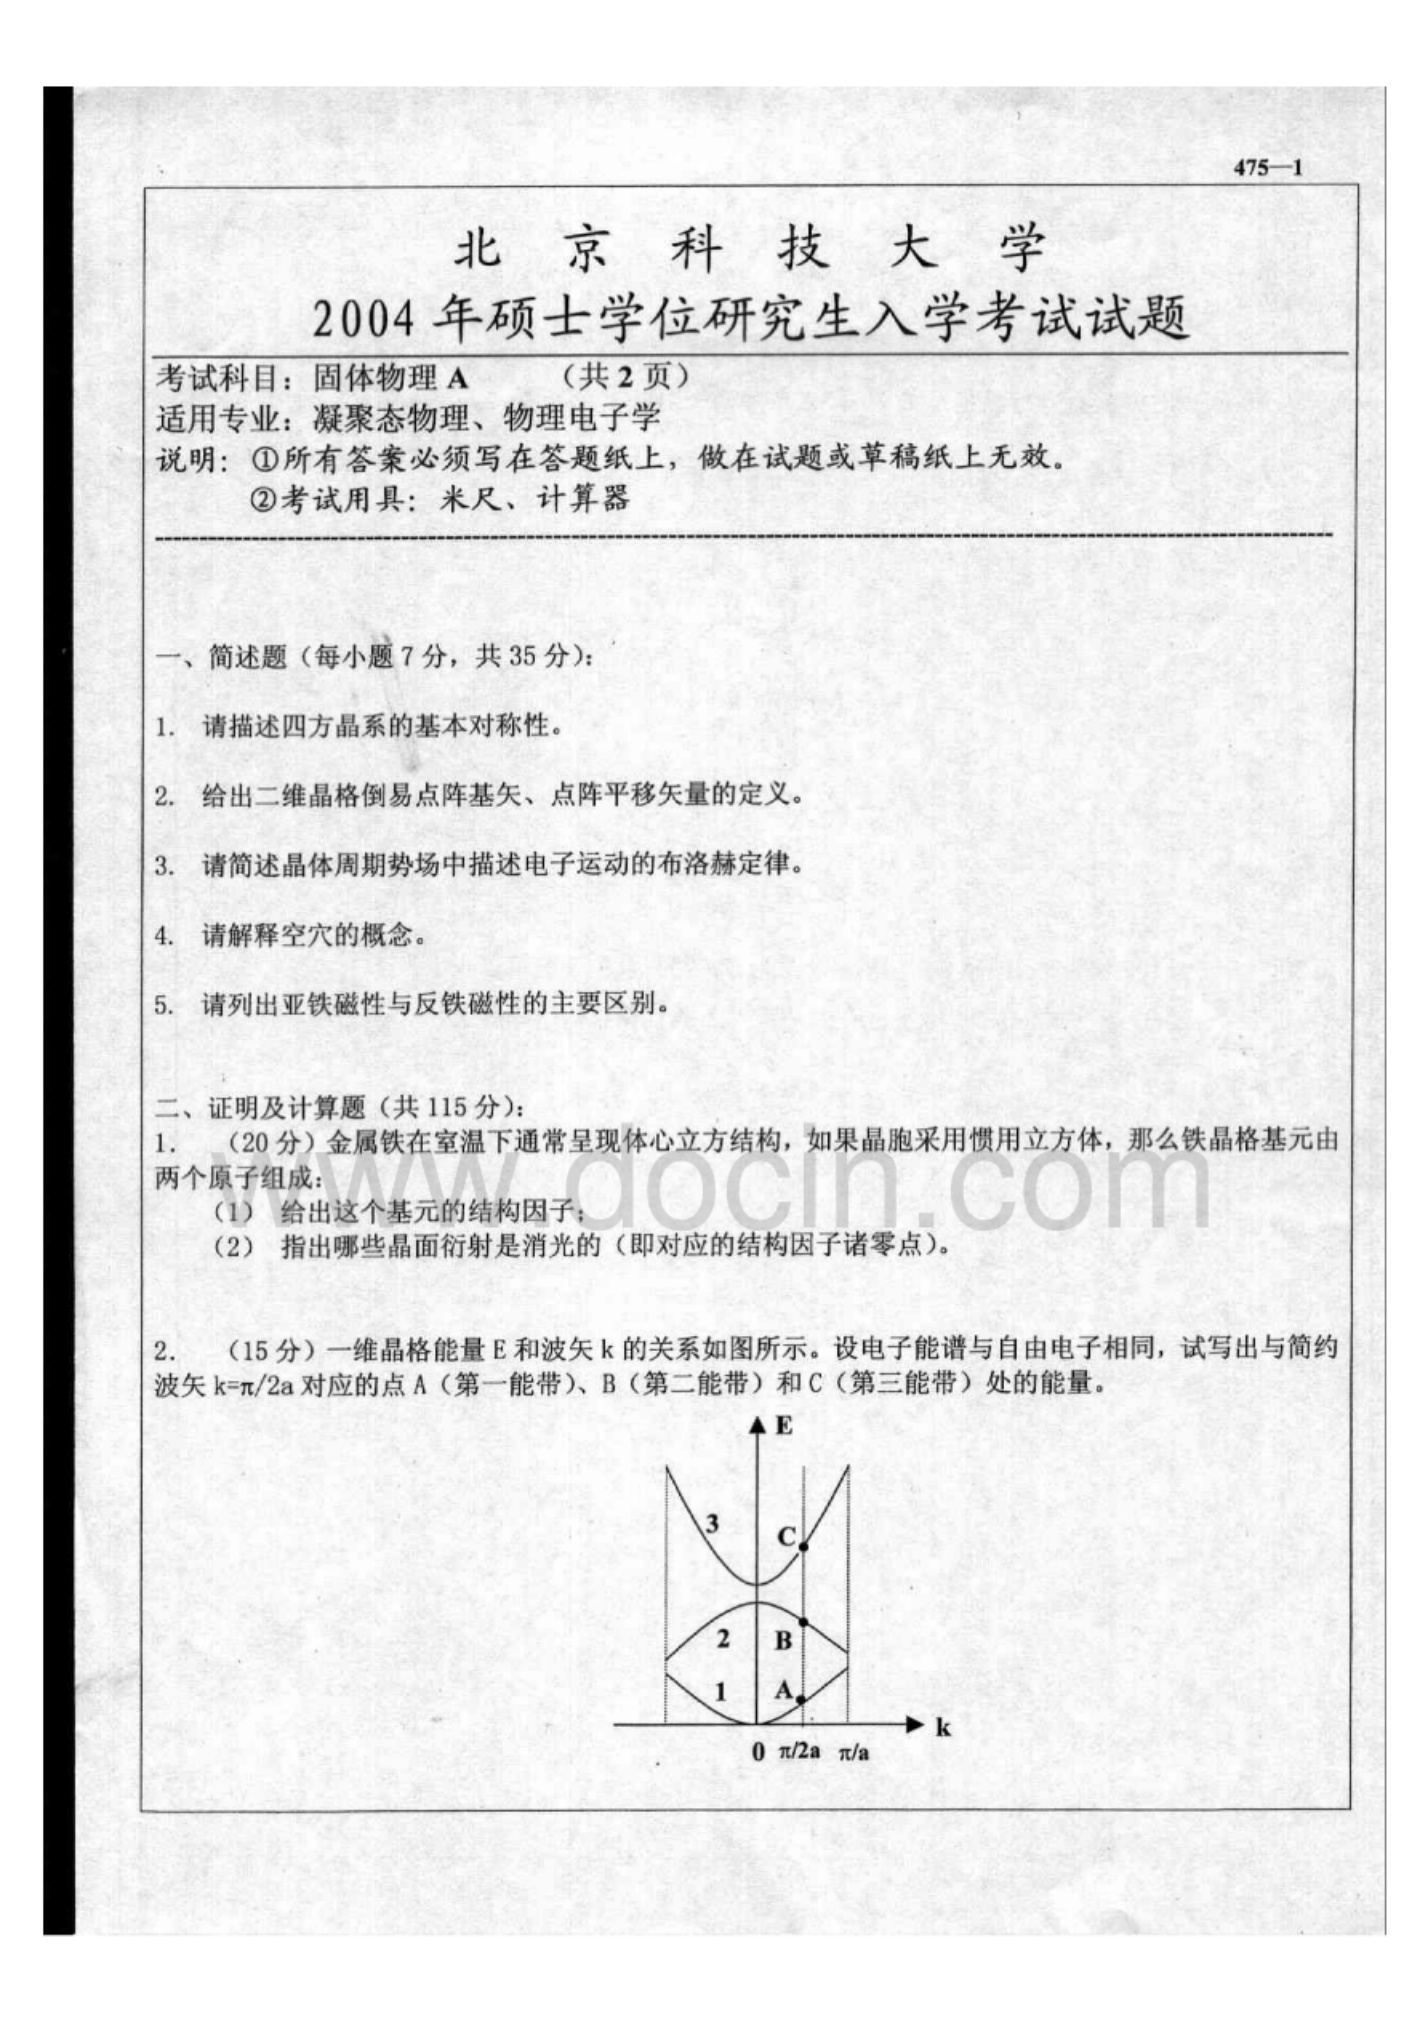 475—1
北京科技大学
2004年硕士学位研究生入学考试试题
考试科目：固体物理 A （共 2 页）
适用专业：凝聚态物理、物理电子学
说明：①所有答案必须写在答题纸上，做在试题或草稿纸上无效。
②考试用具：米尺、计算器
一、简述题（每小题 7 分，共 35 分）：
1. 请描述四方晶系的基本对称性。
2. 给出二维晶格倒易点阵基矢、点阵平移矢量的定义。
3. 请简述晶体周期势场中描述电子运动的布洛赫定律。
4. 请解释空穴的概念。
5. 请列出亚铁磁性与反铁磁性的主要区别。
二、证明及计算题（共 115 分）：
1. （20 分）金属铁在室温下通常呈现体心立方结构，如果晶胞采用惯用立方体，那么铁晶格基元由
两个原子组成：
（1） 给出这个基元的结构因子；
（2） 指出哪些晶面衍射是消光的（即对应的结构因子诸零点）。
www.docin.com
2. （15 分）一维晶格能量 E 和波矢 k 的关系如图所示。设电子能谱与自由电子相同，试写出与简约
波矢 k=π/2a 对应的点 A（第一能带）、B（第二能带）和 C（第三能带）处的能量。
E
3
C
2
B
1
A
k
0 π/2a π/a